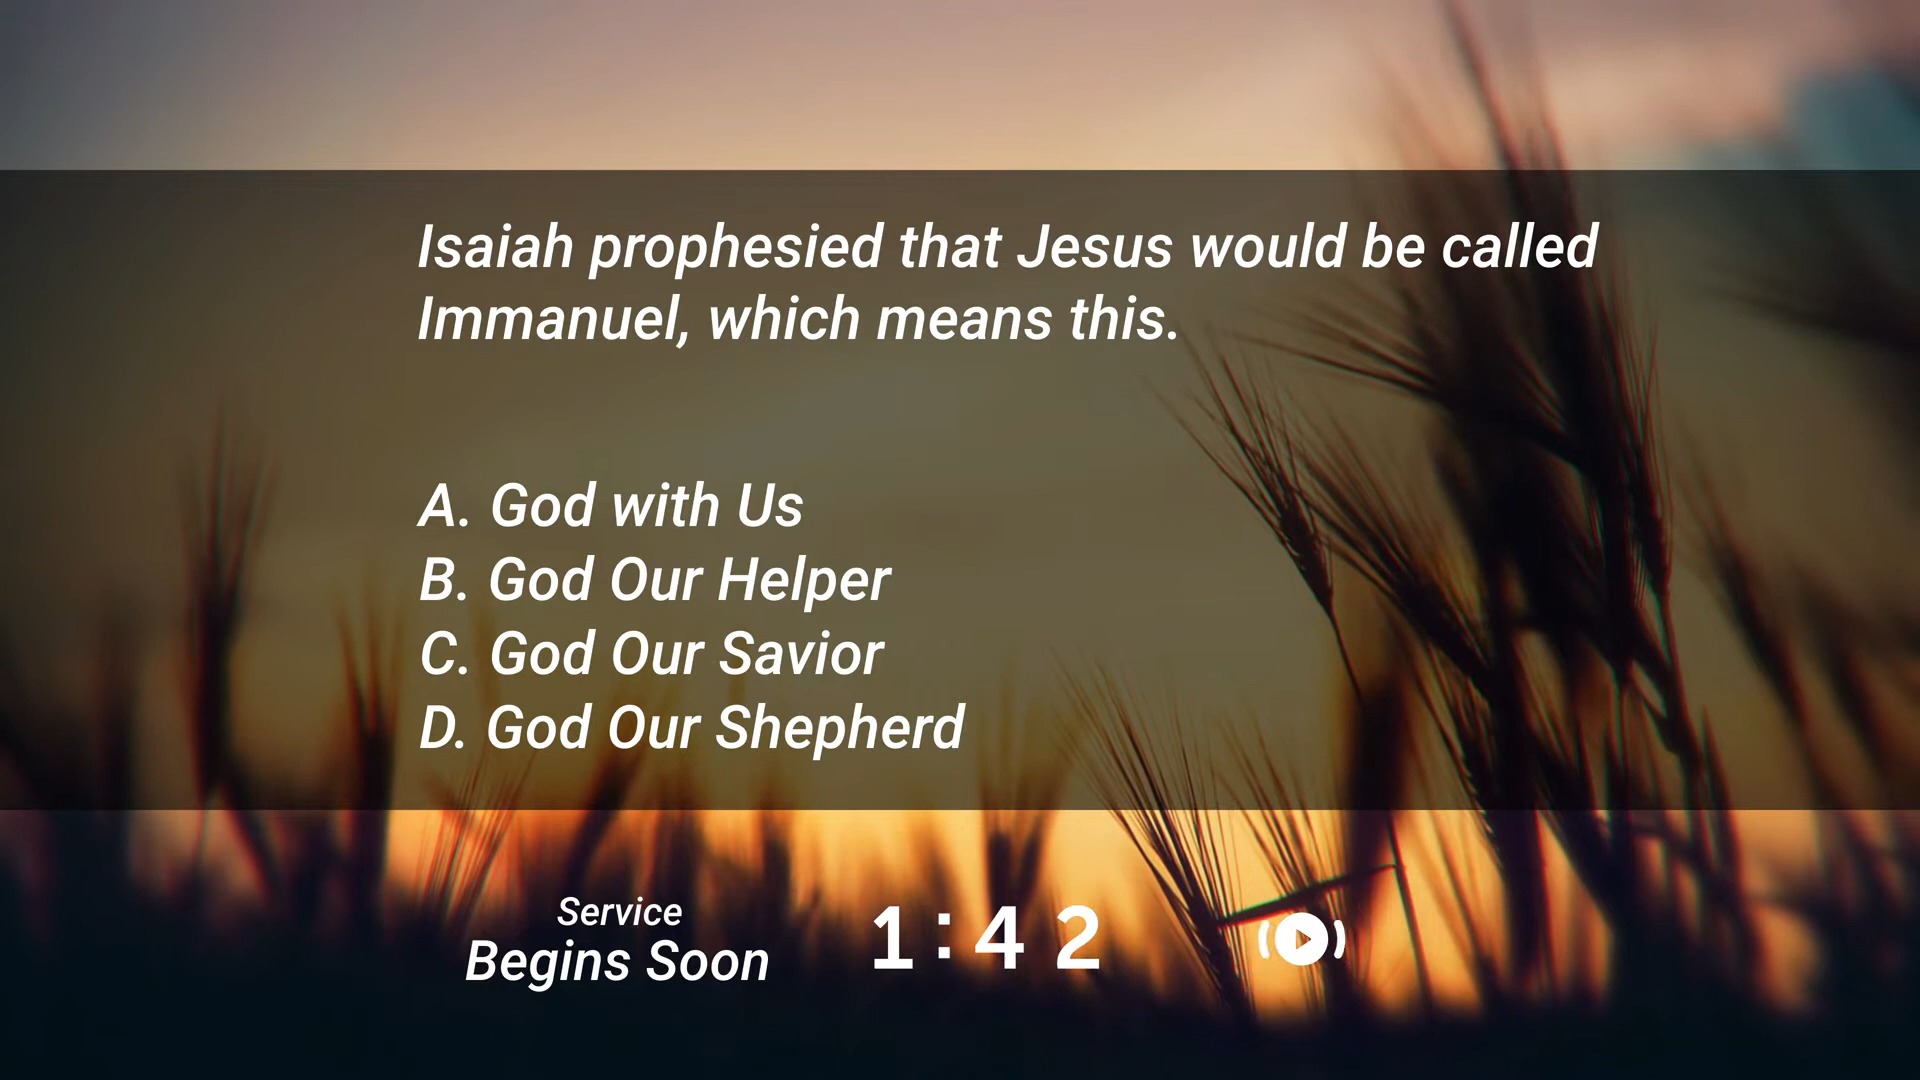 Isaiah prophesied that Jesus would be called
Immanuel, which means this.
A. God with Us
B. God Our Helper
C. God Our Savior
D. God Our Shepherd
Service
Begins Soon
1:42